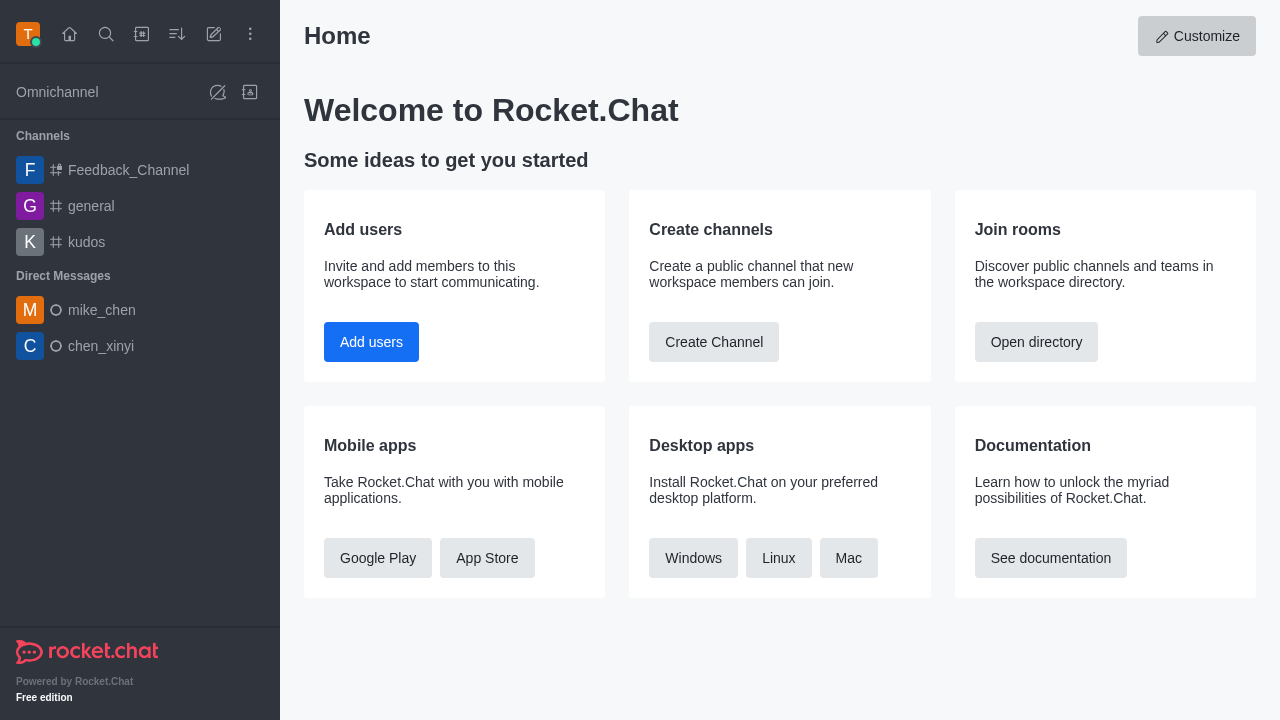 T
Home
Customize
Omnichannel
Channels
F Feedback_Channel
G general
K kudos
Direct Messages
M mike_chen
C chen_xinyi
Welcome to Rocket.Chat
Some ideas to get you started
Add users
Invite and add members to this
workspace to start communicating.
Add users
Create channels
Create a public channel that new
workspace members can join.
Create Channel
Join rooms
Discover public channels and teams in
the workspace directory.
Open directory
Mobile apps
Take Rocket.Chat with you with mobile
applications.
Google Play App Store
Desktop apps
Install Rocket.Chat on your preferred
desktop platform.
Windows Linux Mac
Documentation
Learn how to unlock the myriad
possibilities of Rocket.Chat.
See documentation
rocket.chat
Powered by Rocket.Chat
Free edition